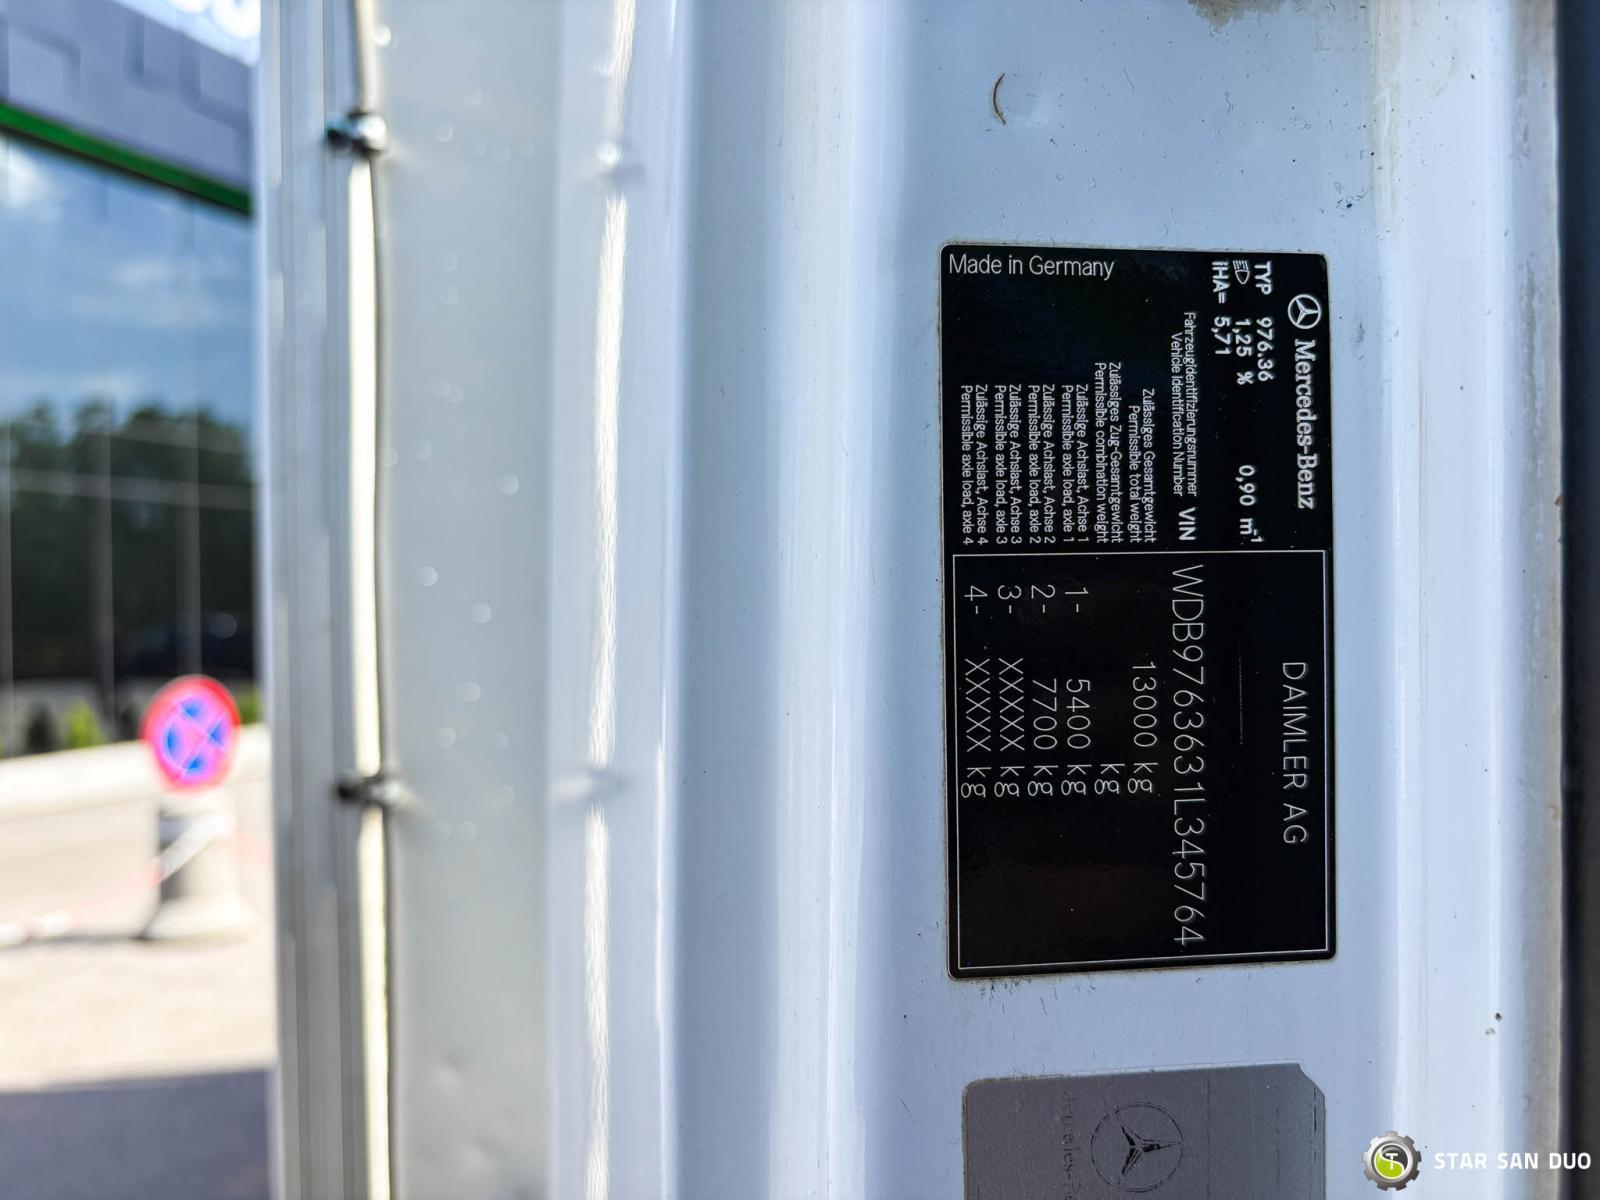 Mercedes-Benz
DAIMLER AG
TYP 976.36
1,25 % 0,90 m-1
iHA= 5,71
Fahrzeugidentifizierungsnummer
Vehicle Identification Number VIN WDB9763631L345764
Zulässiges Gesamtgewicht
Permissible total weight 13000 kg
Zulässiges Zug-Gesamtgewicht
Permissible combination weight kg
Zulässige Achslast, Achse 1
Permissible axle load, axle 1 1- 5400 kg
Zulässige Achslast, Achse 2
Permissible axle load, axle 2 2- 7700 kg
Zulässige Achslast, Achse 3
Permissible axle load, axle 3 3- XXXXX kg
Zulässige Achslast, Achse 4
Permissible axle load, axle 4 4- XXXXX kg
Made in Germany
STAR SAN DUO